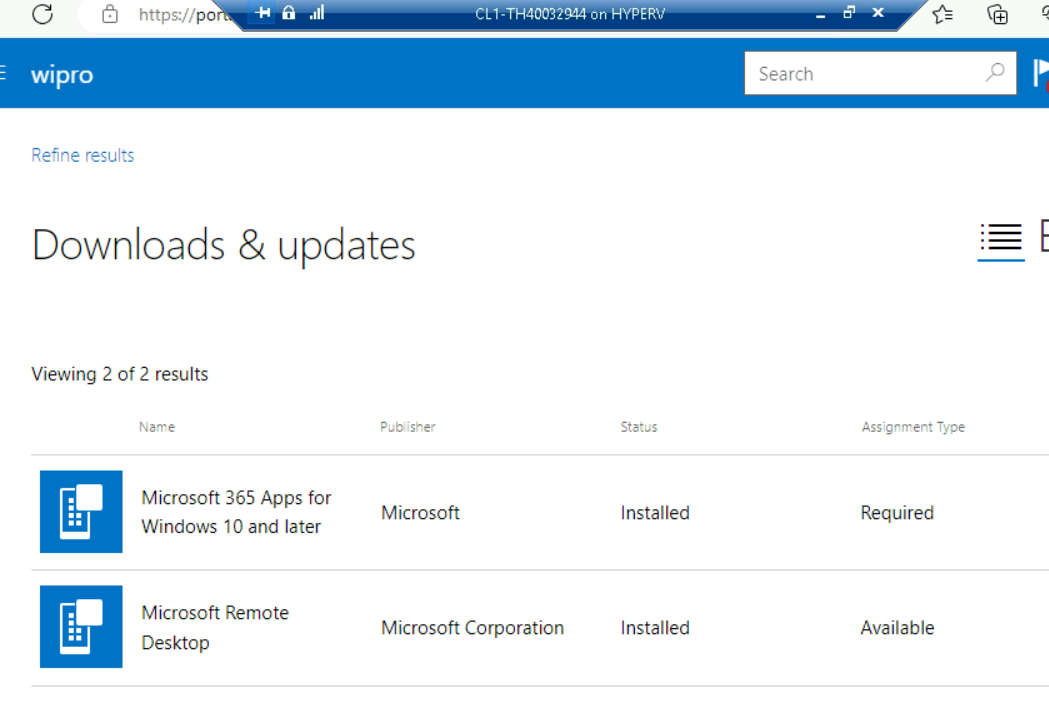 https://port
CL1-TH40032944 on HYPERV
wipro
Search
Refine results
Downloads & updates
Viewing 2 of 2 results
Name Publisher Status Assignment Type
Microsoft 365 Apps for
Windows 10 and later
Microsoft Installed Required
Microsoft Remote
Desktop
Microsoft Corporation Installed Available